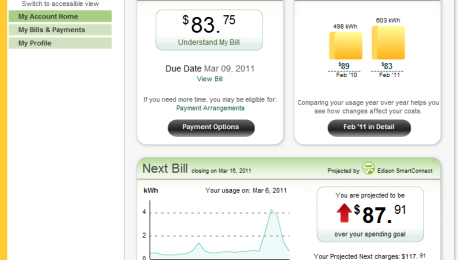 Switch to accessible view
My Account Home
My Bills & Payments
My Profile
$83.75
Understand My Bill
Due Date Mar 09, 2011
View Bill
If you need more time, you may be eligible for:
Payment Arrangements
Payment Options
498 kWh
603 kWh
$89
$83
Feb '10
Feb '11
Comparing your usage year over year helps you
see how changes affect your costs.
Feb '11 in Detail
Next Bill closing on Mar 16, 2011
Projected by Edison SmartConnect
kWh
Your usage on: Mar 6, 2011
4
2
0
You are projected to be
$87.91
over your spending goal
Your Projected Next charges: $117.91